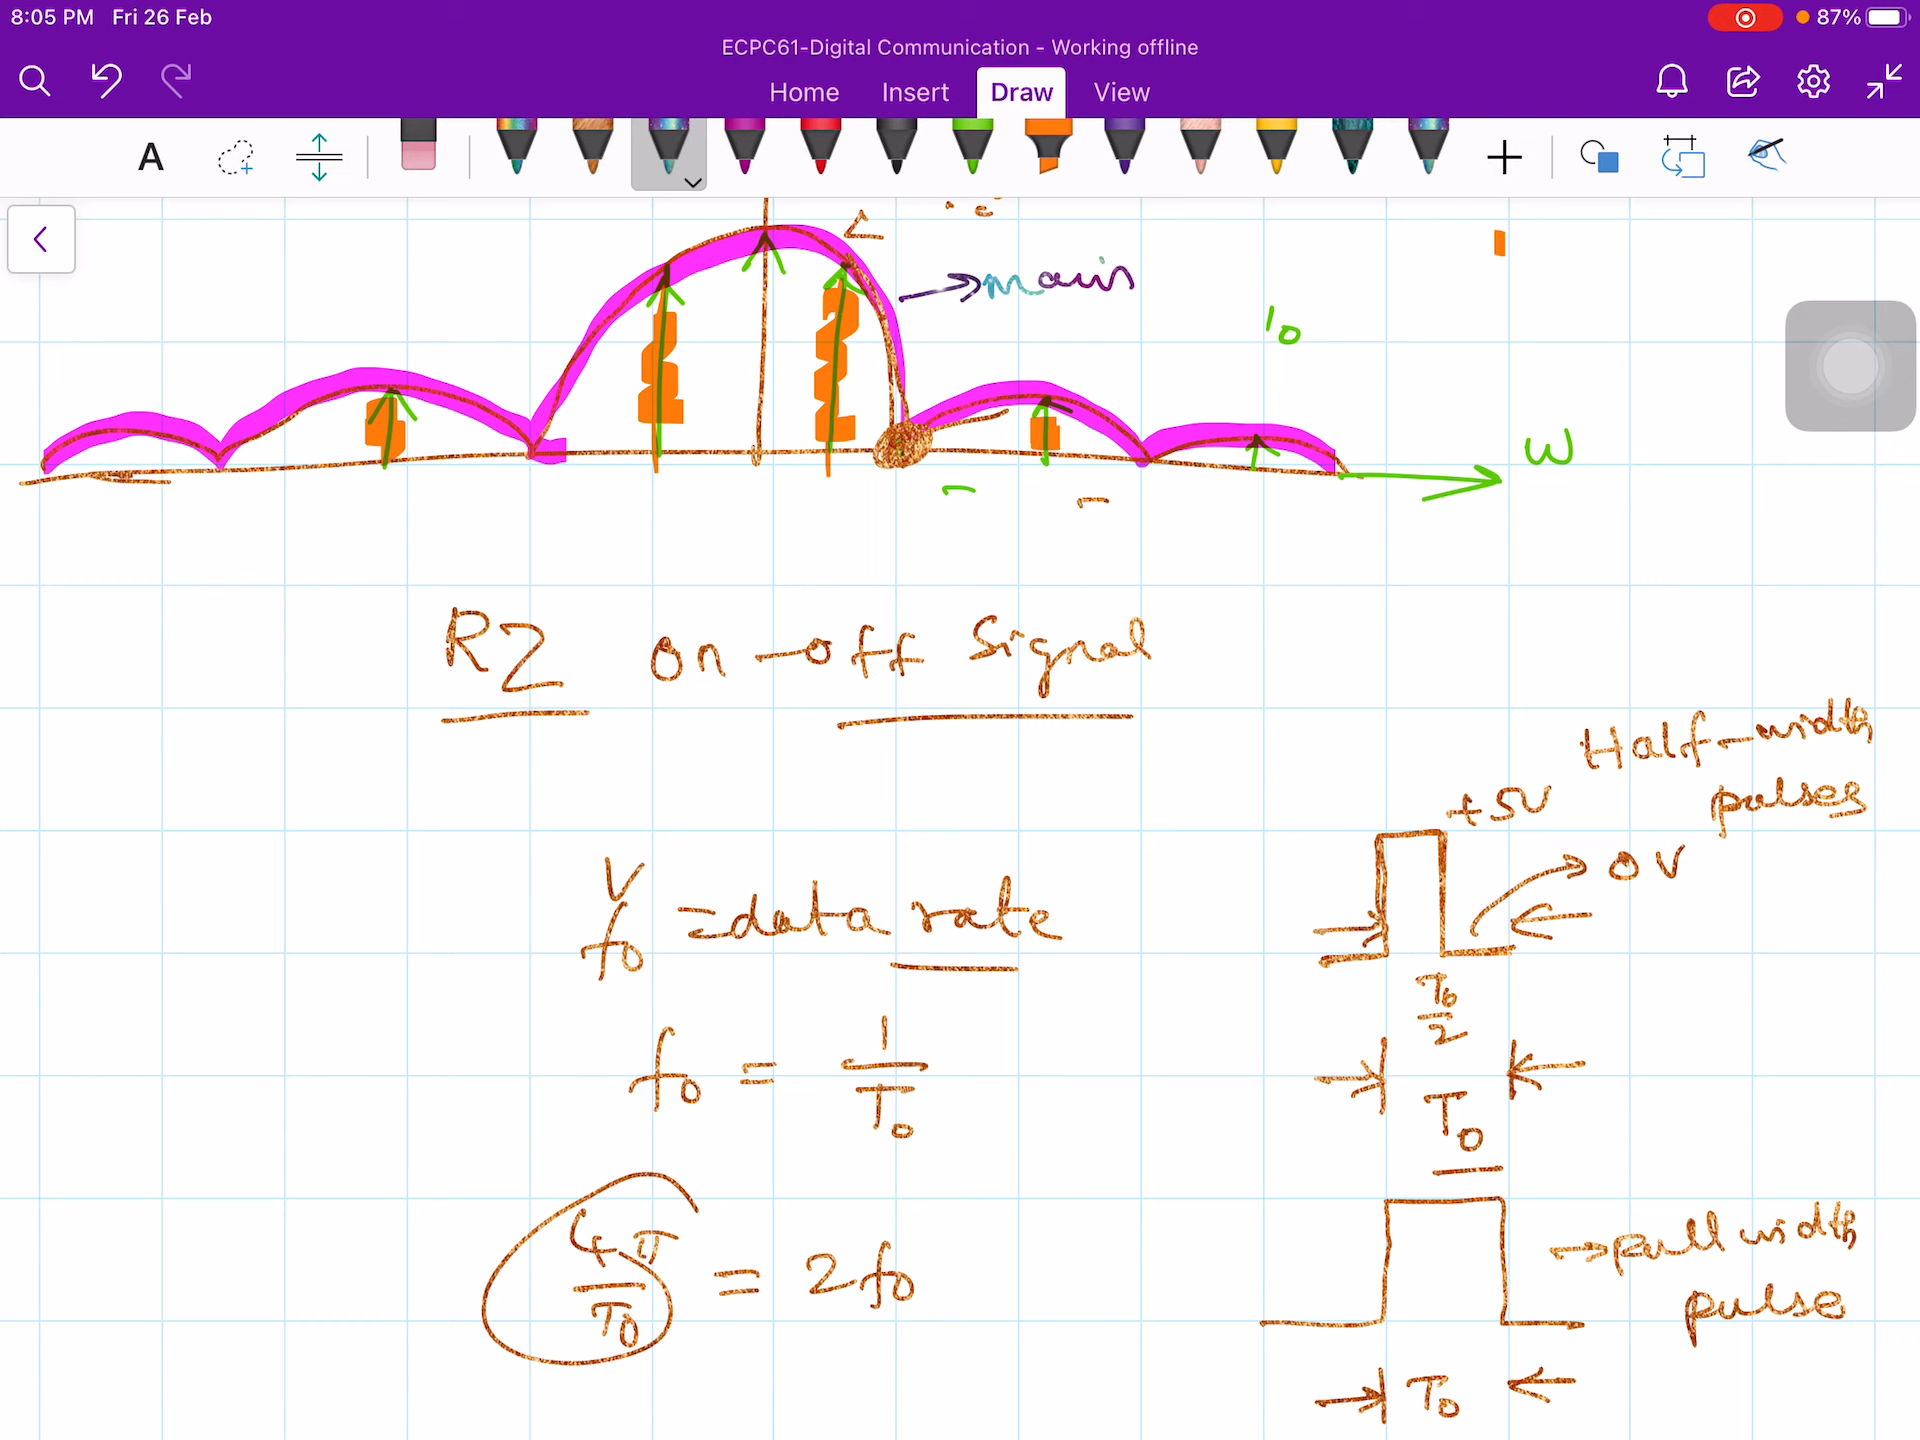 8:05 PM Fri 26 Feb
87%
ECPC61-Digital Communication - Working offline
Home Insert Draw View
A
main
ω
RZ on-off signal
Half-width
pulses
+5V
0V
f0 = data rate
T0/2
f0 = 1/T0
T0
4π/T0 = 2f0
→ full width
pulse
T0